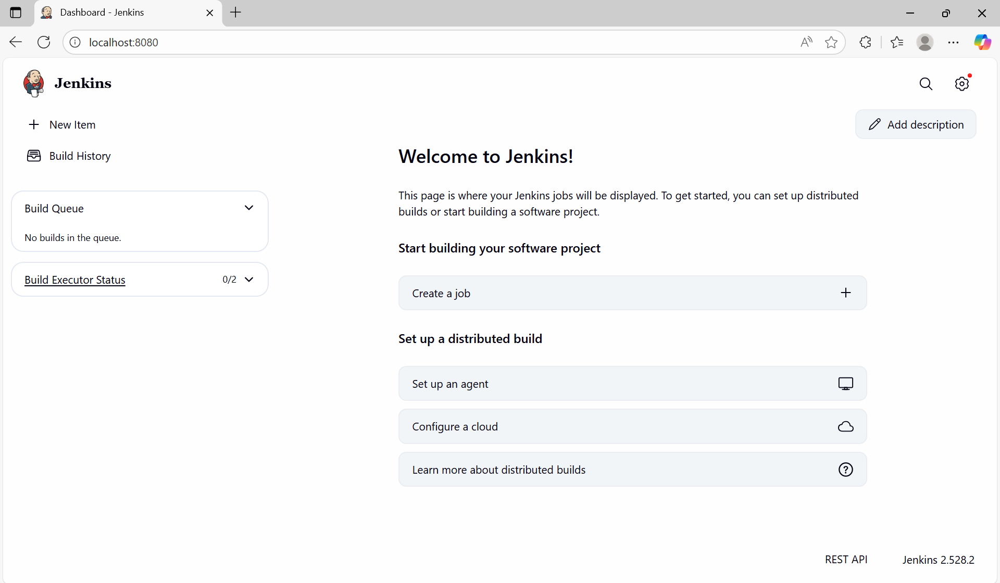 Dashboard - Jenkins
localhost:8080
Jenkins
New Item
Build History
Add description
Build Queue
No builds in the queue.
Build Executor Status 0/2
Welcome to Jenkins!
This page is where your Jenkins jobs will be displayed. To get started, you can set up distributed
builds or start building a software project.
Start building your software project
Create a job
Set up a distributed build
Set up an agent
Configure a cloud
Learn more about distributed builds
REST API Jenkins 2.528.2